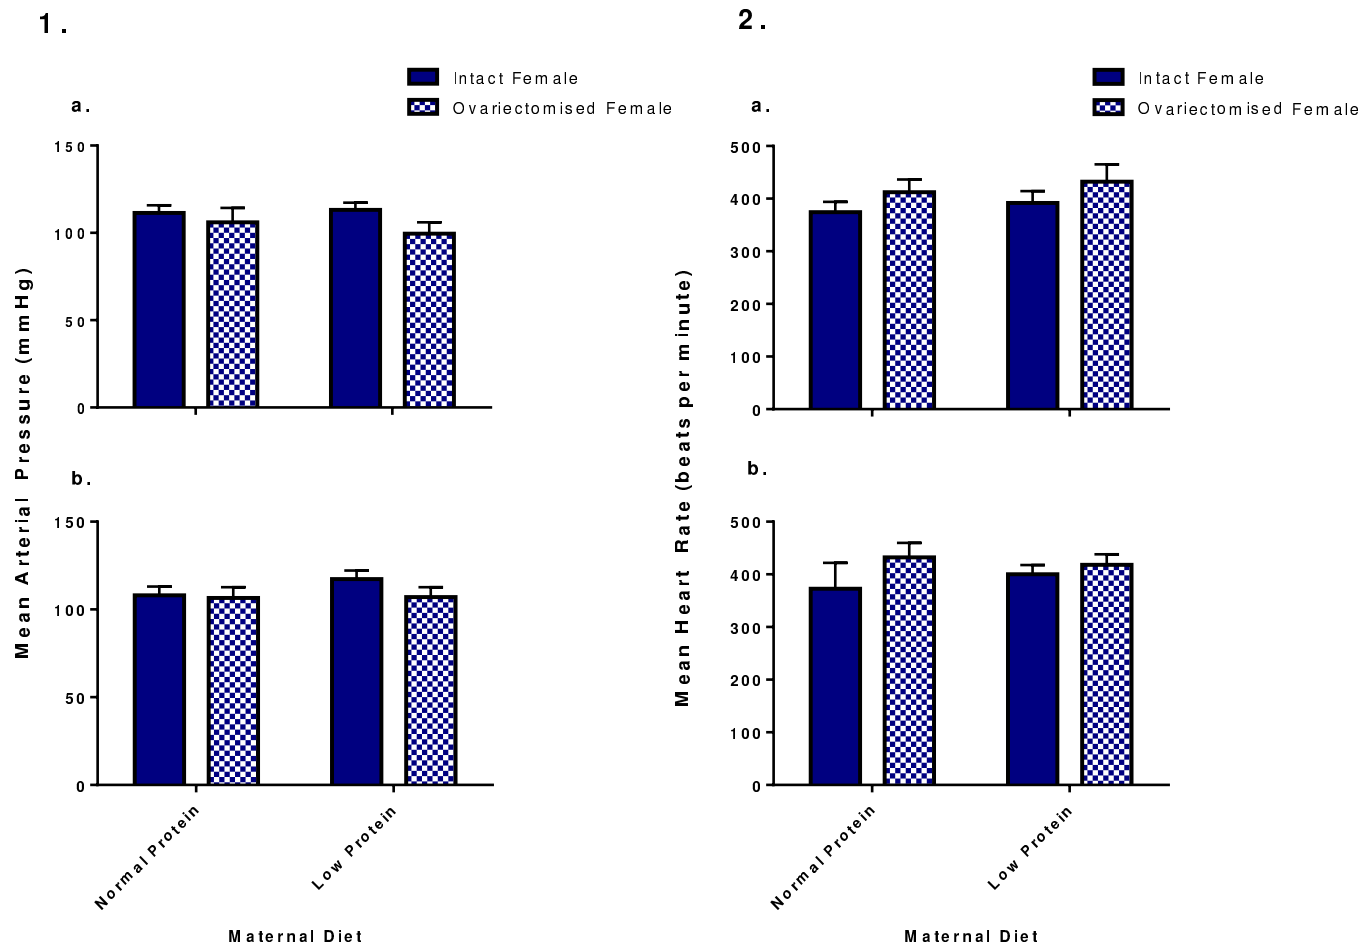 1.
Intact Female
Ovariectomised Female
a.
150
100
50
0
Mean Arterial Pressure (mmHg)
b.
150
100
50
0
Normal Protein
Low Protein
Maternal Diet
2.
Intact Female
Ovariectomised Female
a.
500
400
300
200
100
0
Mean Heart Rate (beats per minute)
b.
500
400
300
200
100
0
Normal Protein
Low Protein
Maternal Diet